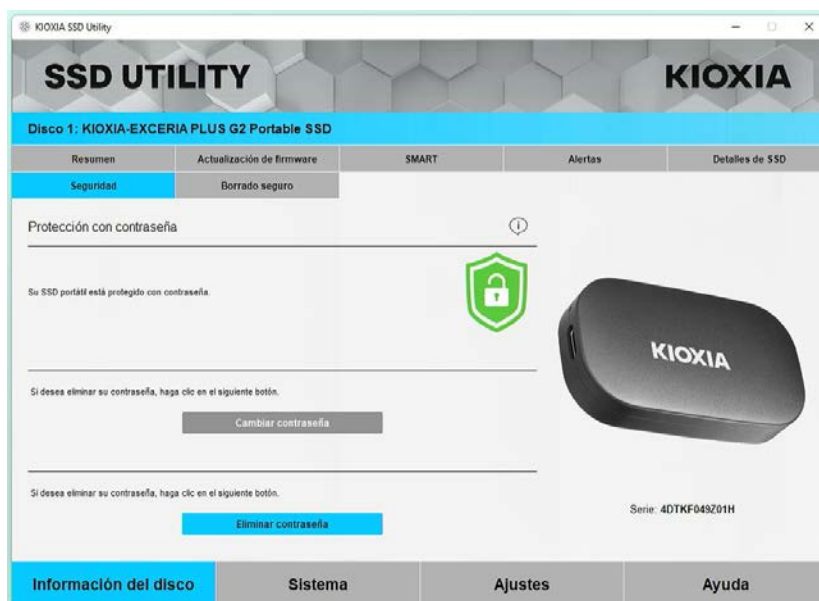 KIOXIA SSD Utility
SSD UTILITY
KIOXIA
Disco 1: KIOXIA-EXCERIA PLUS G2 Portable SSD
Resumen
Actualización de firmware
SMART
Alertas
Detalles de SSD
Seguridad
Borrado seguro
Protección con contraseña
Su SSD portátil está protegido con contraseña.
KIOXIA
Si desea eliminar su contraseña, haga clic en el siguiente botón.
Cambiar contraseña
Si desea eliminar su contraseña, haga clic en el siguiente botón.
Serie: 4DTKF049Z01H
Eliminar contraseña
Información del disco
Sistema
Ajustes
Ayuda